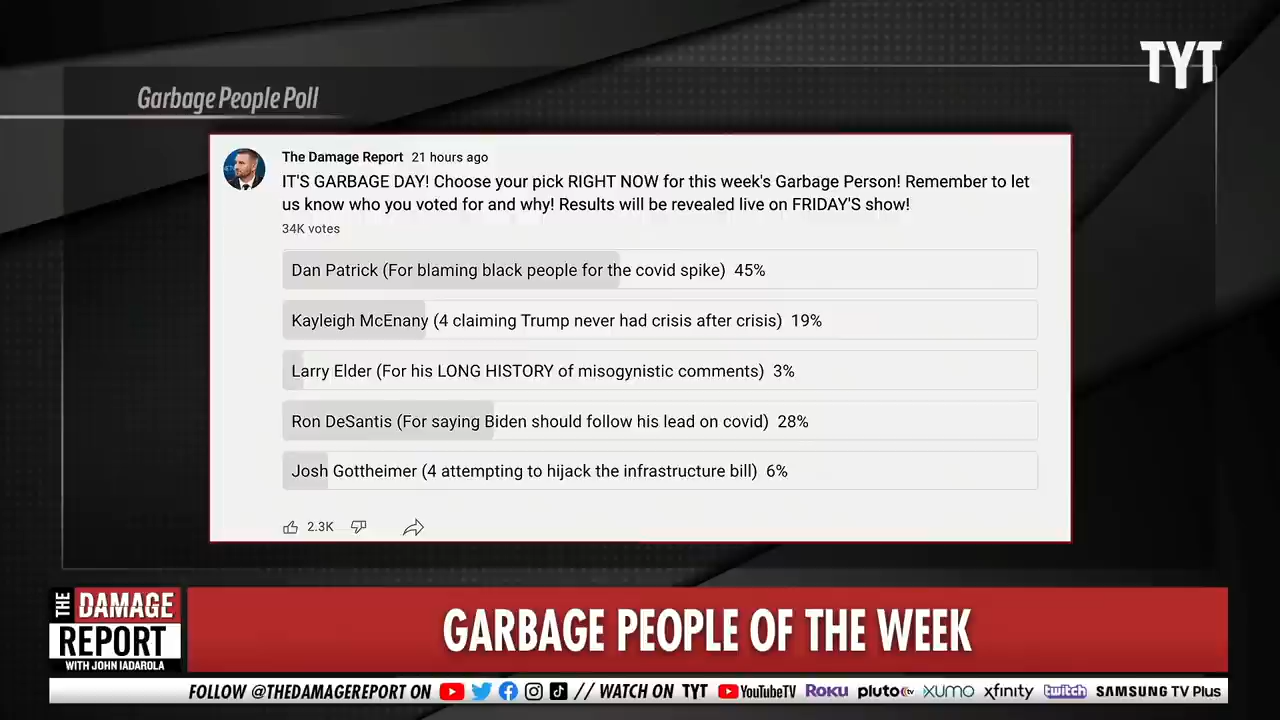 TYT
Garbage People Poll
The Damage Report 21 hours ago
IT'S GARBAGE DAY! Choose your pick RIGHT NOW for this week's Garbage Person! Remember to let
us know who you voted for and why! Results will be revealed live on FRIDAY'S show!
34K votes
Dan Patrick (For blaming black people for the covid spike) 45%
Kayleigh McEnany (4 claiming Trump never had crisis after crisis) 19%
Larry Elder (For his LONG HISTORY of misogynistic comments) 3%
Ron DeSantis (For saying Biden should follow his lead on covid) 28%
Josh Gottheimer (4 attempting to hijack the infrastructure bill) 6%
2.3K
THE DAMAGE
REPORT
WITH JOHN IADAROLA
GARBAGE PEOPLE OF THE WEEK
FOLLOW @THEDAMAGEREPORT ON // WATCH ON TYT YouTubeTV ROKU pluto tv XUMO xfinity twitch SAMSUNG TV Plus